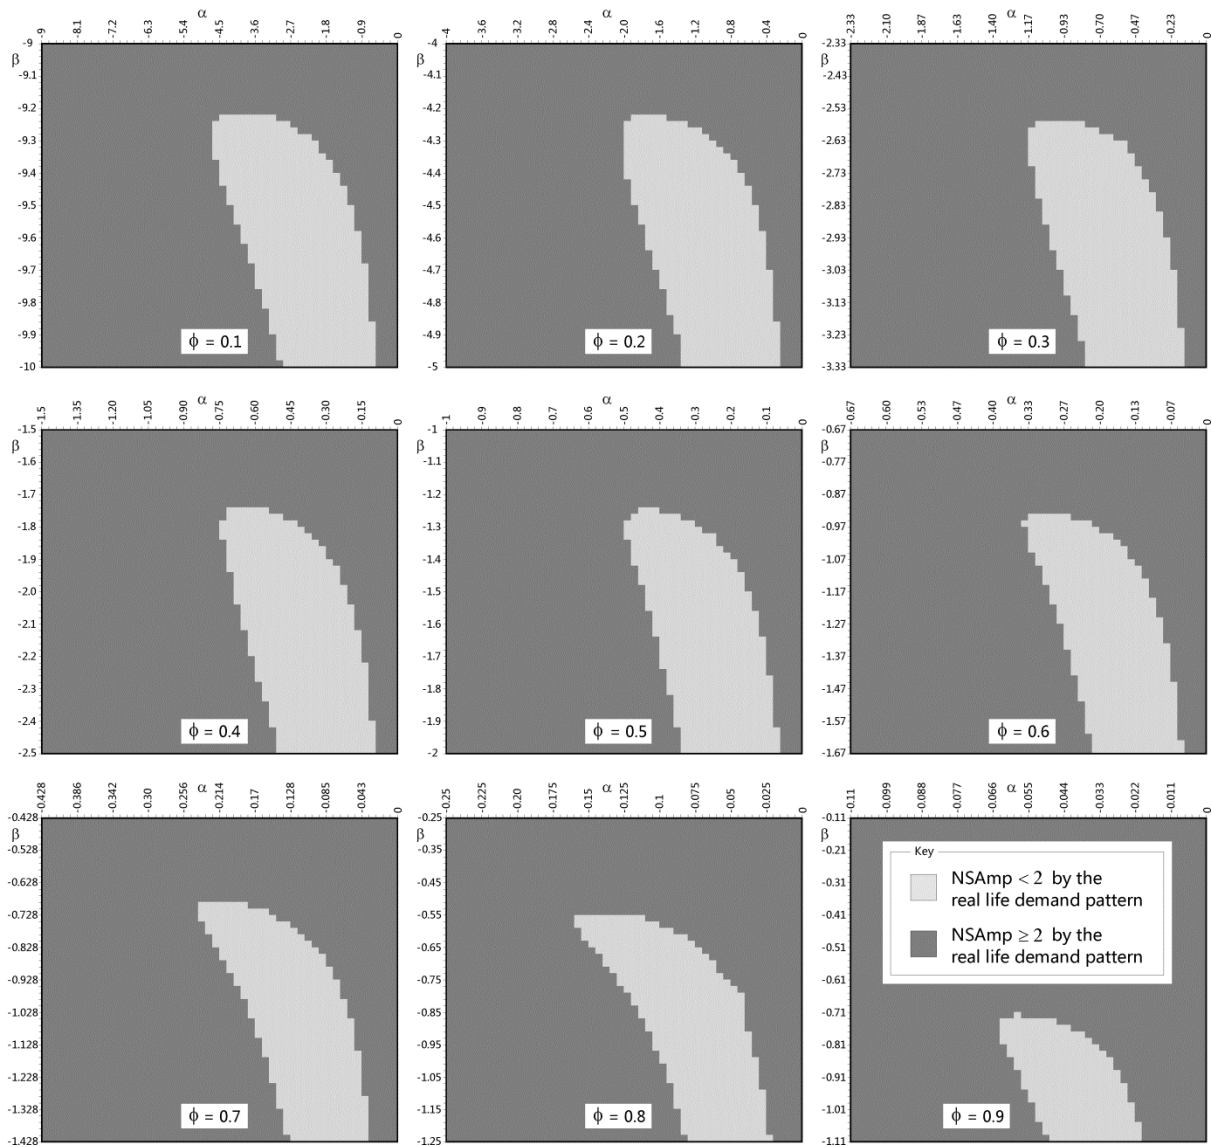 α α α
-9 -8.1 -7.2 -6.3 -5.4 -4.5 -3.6 -2.7 -1.8 -0.9 0
-4 -3.6 -3.2 -2.8 -2.4 -2.0 -1.6 -1.2 -0.8 -0.4 0
-2.33 -2.10 -1.87 -1.63 -1.40 -1.17 -0.93 -0.70 -0.47 -0.23 0
β
-9
-9.1
-9.2
-9.3
-9.4
-9.5
-9.6
-9.7
-9.8
-9.9
-10
ϕ = 0.1
β
-4
-4.1
-4.2
-4.3
-4.4
-4.5
-4.6
-4.7
-4.8
-4.9
-5
ϕ = 0.2
β
-2.33
-2.43
-2.53
-2.63
-2.73
-2.83
-2.93
-3.03
-3.13
-3.23
-3.33
ϕ = 0.3
α α α
-1.5 -1.35 -1.20 -1.05 -0.90 -0.75 -0.60 -0.45 -0.30 -0.15 0
-1 -0.9 -0.8 -0.7 -0.6 -0.5 -0.4 -0.3 -0.2 -0.1 0
-0.67 -0.60 -0.53 -0.47 -0.40 -0.33 -0.27 -0.20 -0.13 -0.07 0
β
-1.5
-1.6
-1.7
-1.8
-1.9
-2.0
-2.1
-2.2
-2.3
-2.4
-2.5
ϕ = 0.4
β
-1
-1.1
-1.2
-1.3
-1.4
-1.5
-1.6
-1.7
-1.8
-1.9
-2
ϕ = 0.5
β
-0.67
-0.77
-0.87
-0.97
-1.07
-1.17
-1.27
-1.37
-1.47
-1.57
-1.67
ϕ = 0.6
α α α
-0.428 -0.386 -0.342 -0.30 -0.256 -0.214 -0.17 -0.128 -0.085 -0.043 0
-0.25 -0.20 -0.175 -0.15 -0.125 -0.1 -0.075 -0.05 -0.025 0
-0.11 -0.099 -0.088 -0.077 -0.066 -0.055 -0.044 -0.033 -0.022 -0.011 0
β
-0.428
-0.528
-0.628
-0.728
-0.828
-0.928
-1.028
-1.128
-1.228
-1.328
-1.428
ϕ = 0.7
β
-0.25
-0.35
-0.45
-0.55
-0.65
-0.75
-0.85
-0.95
-1.05
-1.15
-1.25
ϕ = 0.8
β
-0.11
-0.21
-0.31
-0.41
-0.51
-0.61
-0.71
-0.81
-0.91
-1.01
-1.11
Key
NSAmp < 2 by the
real life demand pattern
NSAmp ≥ 2 by the
real life demand pattern
ϕ = 0.9